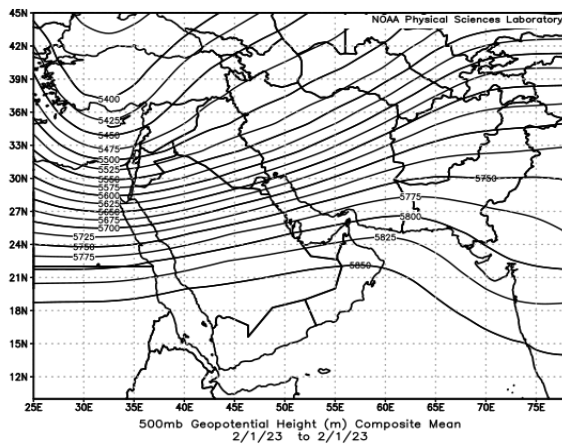 NOAA Physical Sciences Laboratory
45N
42N
39N
36N
33N
30N
27N
24N
21N
18N
15N
12N
5400
5425
5450
5475
5500
5525
5550
5575
5600
5625
5650
5675
5700
5725
5750
5775
5750
5775
5800
5825
5850
25E 30E 35E 40E 45E 50E 55E 60E 65E 70E 75E
500mb Geopotential Height (m) Composite Mean
2/1/23 to 2/1/23